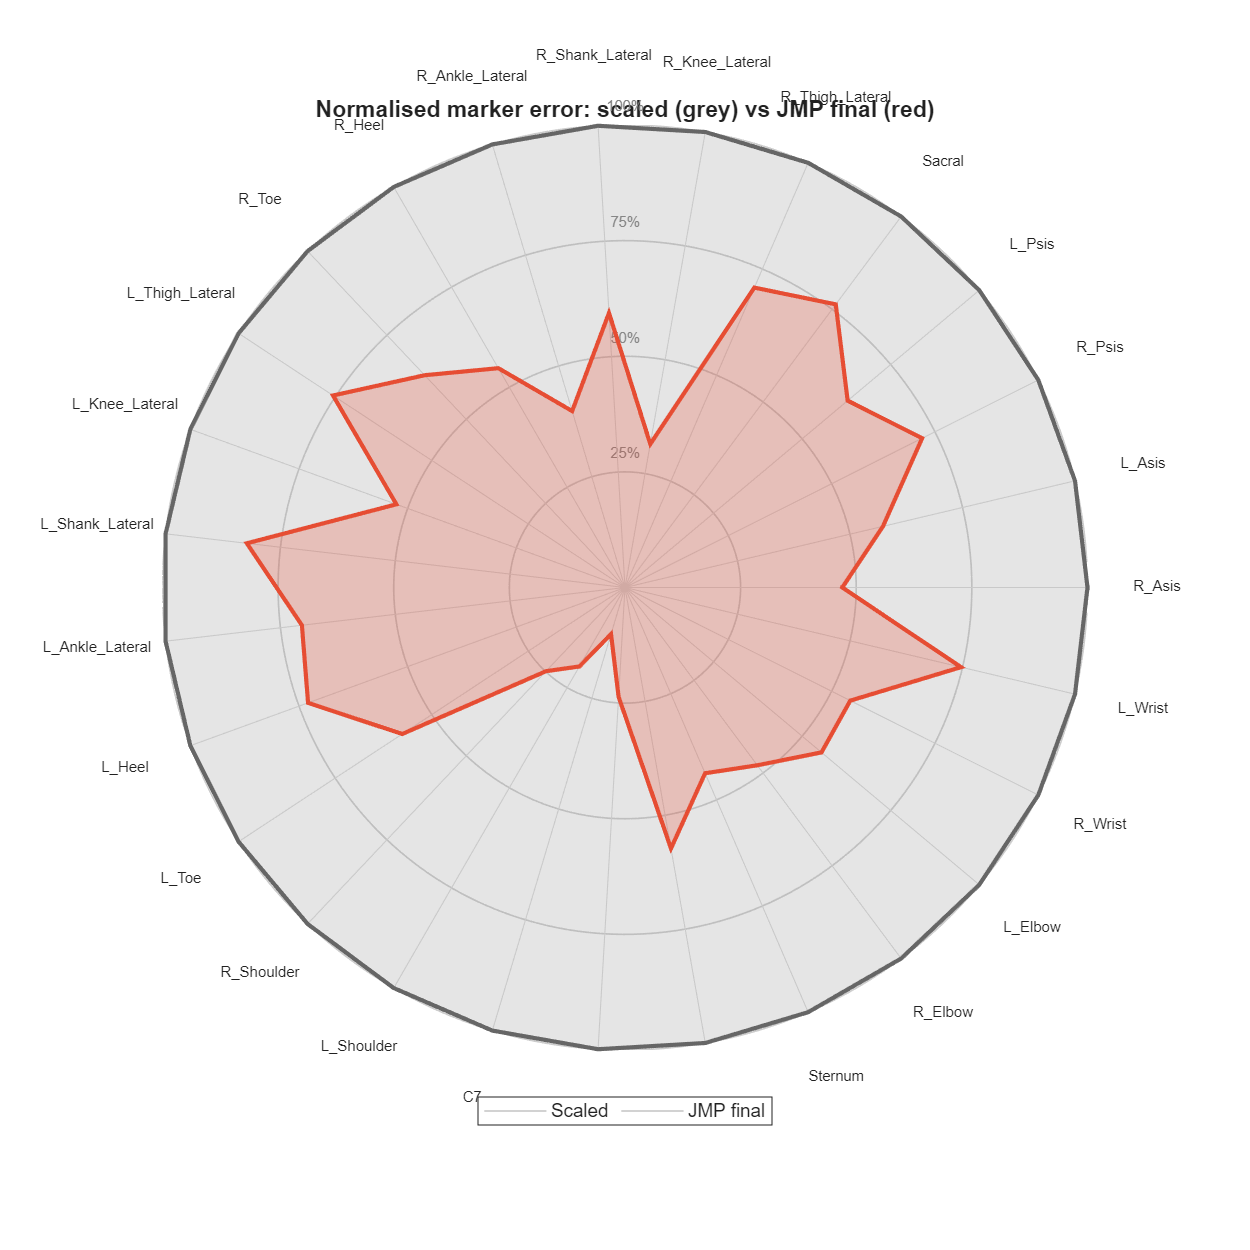 R_Shank_Lateral
R_Knee_Lateral
R_Ankle_Lateral
R_Thigh_Lateral
Normalised marker error: scaled (grey) vs JMP final (red)
100%
R_Heel
Sacral
R_Toe
75%
L_Psis
L_Thigh_Lateral
50%
R_Psis
L_Knee_Lateral
25%
L_Asis
L_Shank_Lateral
R_Asis
L_Ankle_Lateral
L_Wrist
L_Heel
R_Wrist
L_Toe
L_Elbow
R_Shoulder
R_Elbow
L_Shoulder
Sternum
C7
Scaled
JMP final